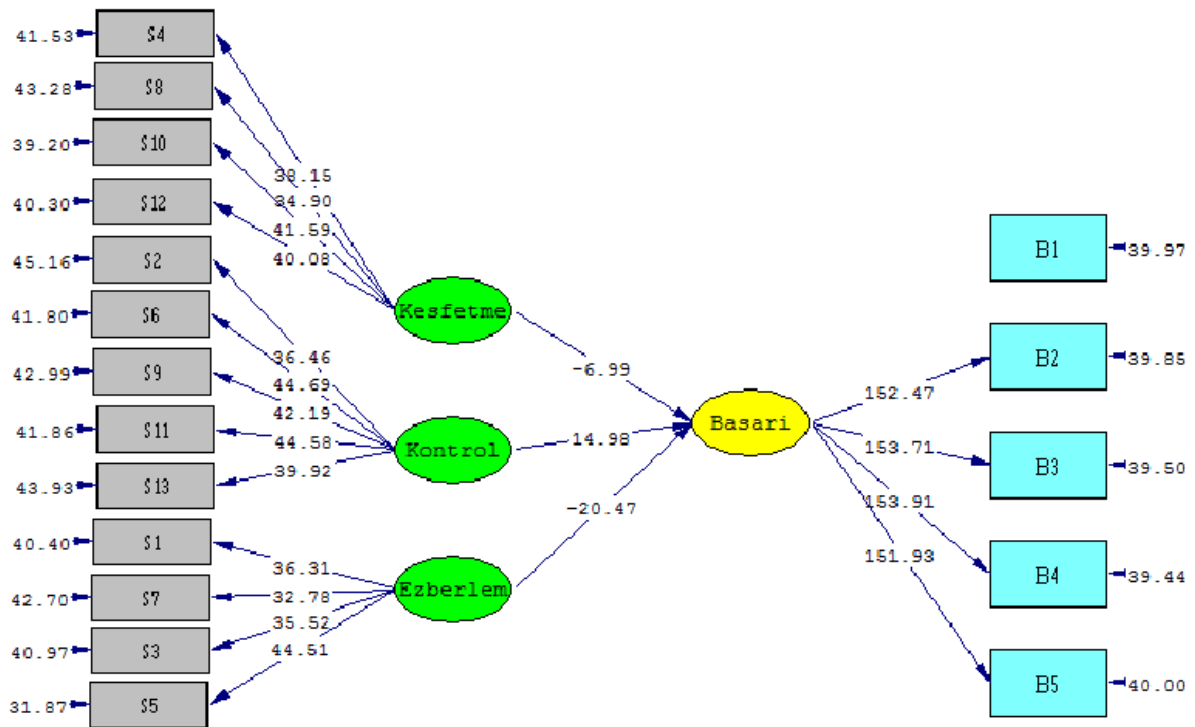 41.53 S4
43.28 S8
39.20 S10
40.30 S12
45.16 S2
41.80 S6
42.99 S9
41.86 S11
43.93 S13
40.40 S1
42.70 S7
40.97 S3
31.87 S5
38.15
34.90
41.59
40.08
36.46
44.69
42.19
44.58
39.92
36.31
32.78
35.52
44.51
Kesfetme
Kontrol
Ezberlem
-6.99
14.98
-20.47
Basari
152.47
153.71
153.91
151.93
B1 39.97
B2 39.85
B3 39.50
B4 39.44
B5 40.00